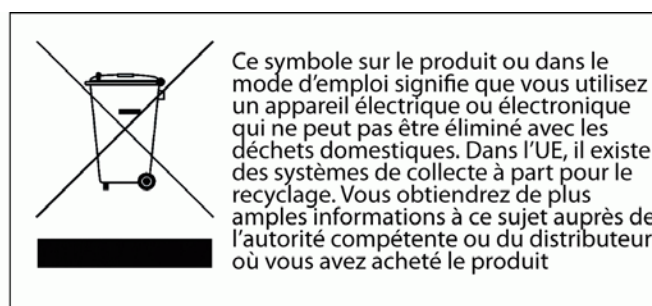 Ce symbole sur le produit ou dans le
mode d'emploi signifie que vous utilisez
un appareil électrique ou électronique
qui ne peut pas être éliminé avec les
déchets domestiques. Dans l'UE, il existe
des systèmes de collecte à part pour le
recyclage. Vous obtiendrez de plus
amples informations à ce sujet auprès de
l'autorité compétente ou du distributeur
où vous avez acheté le produit